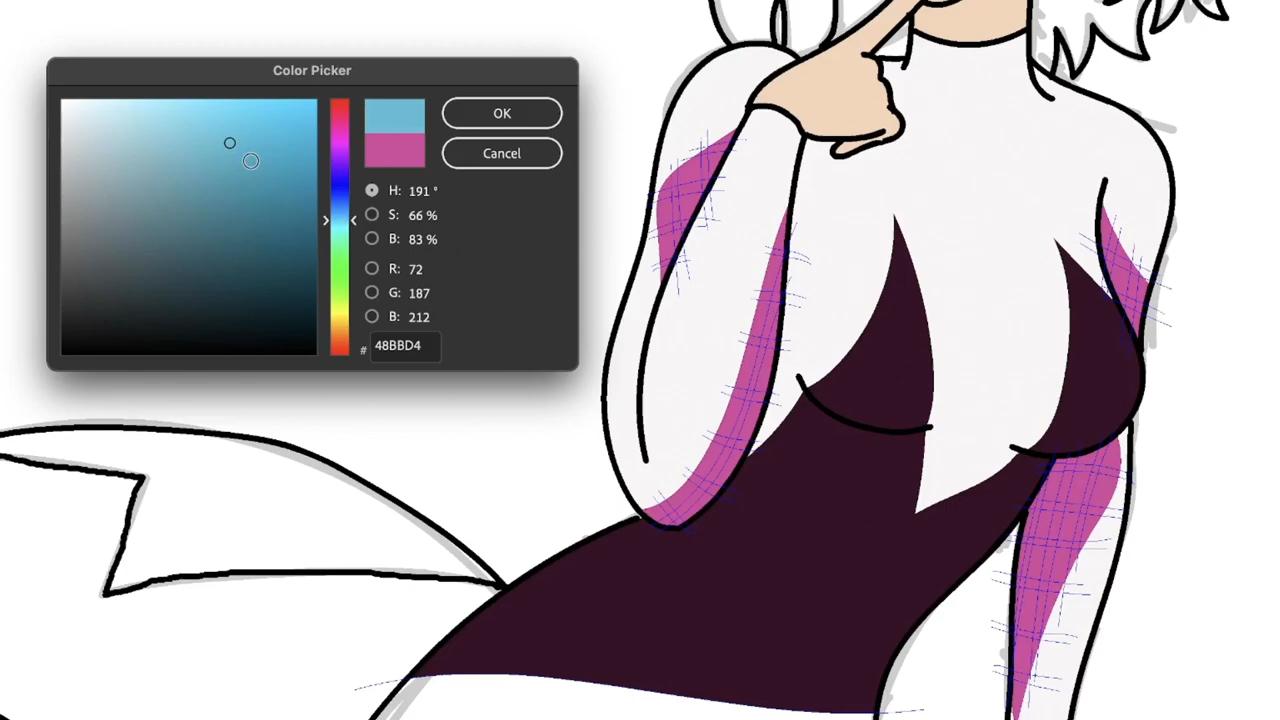 Color Picker
OK
Cancel
H: 191 °
S: 66 %
B: 83 %
R: 72
G: 187
B: 212
# 48BBD4